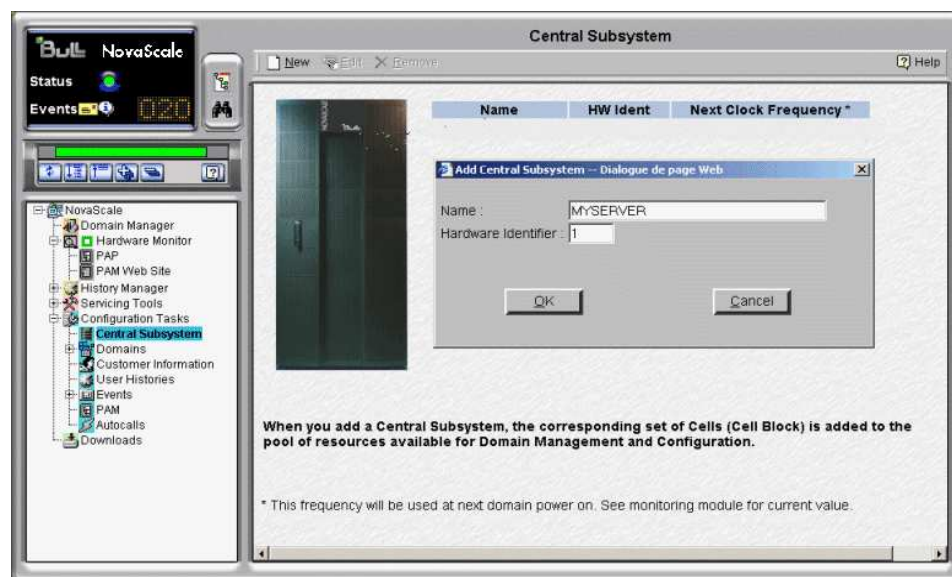 Bull NovaScale
Status
Events
020
NovaScale
Domain Manager
Hardware Monitor
PAP
PAM Web Site
History Manager
Servicing Tools
Configuration Tasks
Central Subsystem
Domains
Customer Information
User Histories
Events
PAM
Autocalls
Downloads
Central Subsystem
New Edit Remove Help
Name HW Ident Next Clock Frequency *
Add Central Subsystem -- Dialogue de page Web
Name : MYSERVER
Hardware Identifier : 1
OK Cancel
When you add a Central Subsystem, the corresponding set of Cells (Cell Block) is added to the
pool of resources available for Domain Management and Configuration.
* This frequency will be used at next domain power on. See monitoring module for current value.